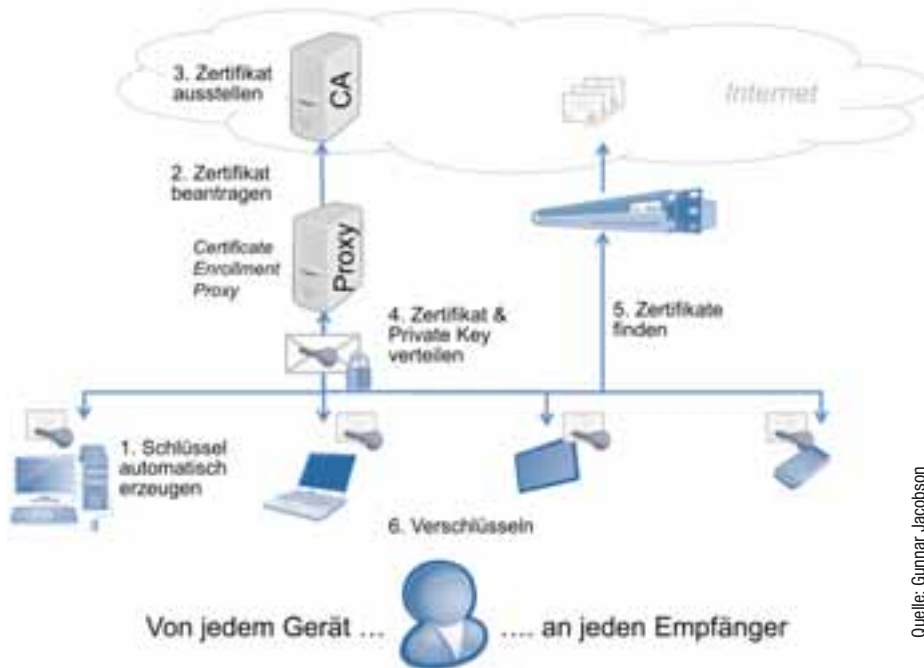 3. Zertifikat
ausstellen
CA
Internet
2. Zertifikat
beantragen
Certificate
Enrollment
Proxy
Proxy
4. Zertifikat &
Private Key
verteilen
5. Zertifikate
finden
1. Schlüssel
automatisch
erzeugen
6. Verschlüsseln
Von jedem Gerät ... .... an jeden Empfänger
Quelle: Gunnar Jacobson